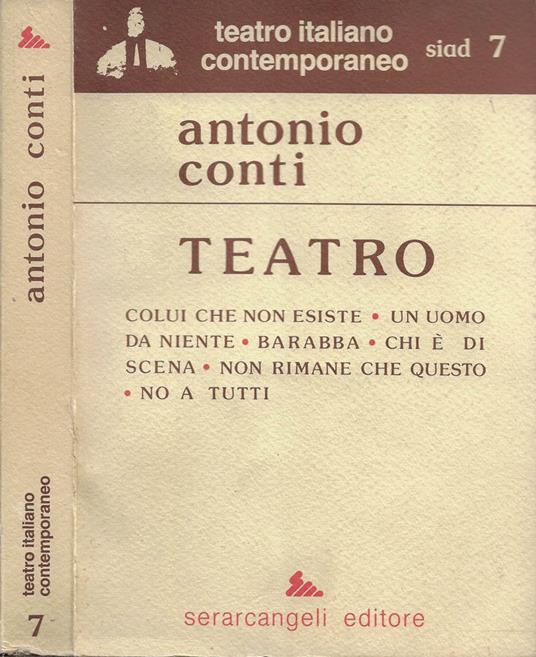 antonio conti
teatro italiano
contemporaneo
7
teatro italiano
contemporaneo
siad 7
antonio
conti
TEATRO
COLUI CHE NON ESISTE • UN UOMO
DA NIENTE • BARABBA • CHI È DI
SCENA • NON RIMANE CHE QUESTO
• NO A TUTTI
serarcangeli editore